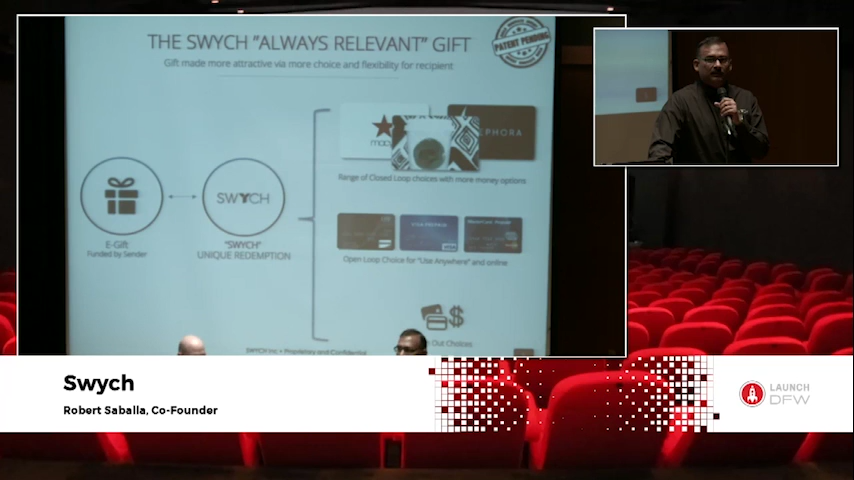 THE SWYCH "ALWAYS RELEVANT" GIFT
Gift made more attractive via more choice and flexibility for recipient
PATENT PENDING
macy
EPHORA
Range of Closed Loop choices with more money options
SWYCH
E-Gift
Funded by Sender
"SWYCH"
UNIQUE REDEMPTION
VISA
Open Loop Choice for "Use Anywhere" and online
Out Choices
SWYCH Inc • Proprietary and Confidential
Swych
Robert Saballa, Co-Founder
LAUNCH
DFW